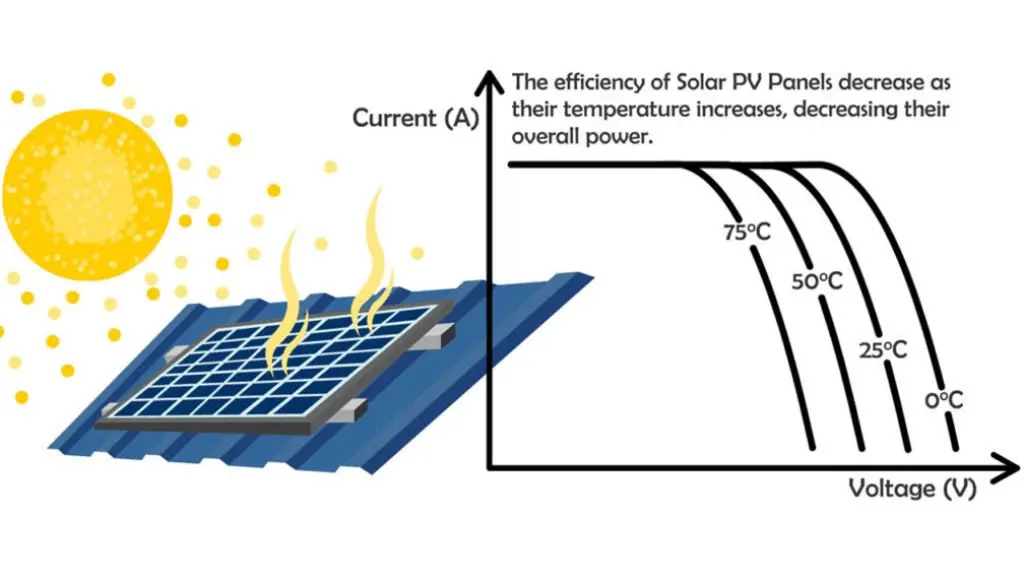 The efficiency of Solar PV Panels decrease as
their temperature increases, decreasing their
overall power.
Current (A)
75°C
50°C
25°C
0°C
Voltage (V)